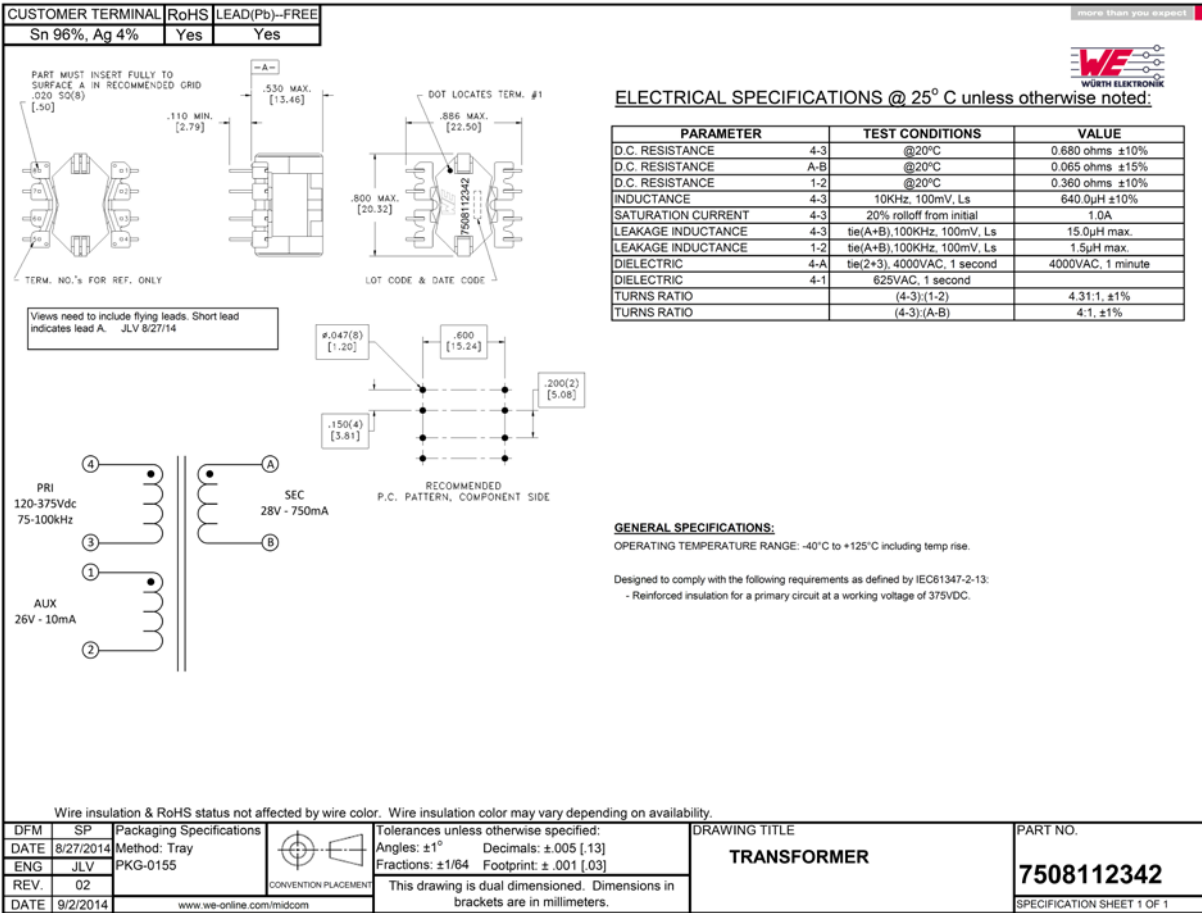 CUSTOMER TERMINAL RoHS LEAD(Pb)--FREE
Sn 96%, Ag 4% Yes Yes
more than you expect
WE
WÜRTH ELEKTRONIK
PART MUST INSERT FULLY TO
SURFACE A IN RECOMMENDED GRID
.020 SQ(8)
[.50]
-A-
.530 MAX.
[13.46]
.110 MIN.
[2.79]
DOT LOCATES TERM. #1
.886 MAX.
[22.50]
.800 MAX.
[20.32]
7508112342
TERM. NO.'s FOR REF. ONLY
LOT CODE & DATE CODE
Views need to include flying leads. Short lead
indicates lead A. JLV 8/27/14
ø.047(8)
[1.20]
.600
[15.24]
.200(2)
[5.08]
.150(4)
[3.81]
RECOMMENDED
P.C. PATTERN, COMPONENT SIDE
ELECTRICAL SPECIFICATIONS @ 25° C unless otherwise noted:
PARAMETER TEST CONDITIONS VALUE
D.C. RESISTANCE 4-3 @20ºC 0.680 ohms ±10%
D.C. RESISTANCE A-B @20ºC 0.065 ohms ±15%
D.C. RESISTANCE 1-2 @20ºC 0.360 ohms ±10%
INDUCTANCE 4-3 10KHz, 100mV, Ls 640.0µH ±10%
SATURATION CURRENT 4-3 20% rolloff from initial 1.0A
LEAKAGE INDUCTANCE 4-3 tie(A+B),100KHz, 100mV, Ls 15.0µH max.
LEAKAGE INDUCTANCE 1-2 tie(A+B),100KHz, 100mV, Ls 1.5µH max.
DIELECTRIC 4-A tie(2+3), 4000VAC, 1 second 4000VAC, 1 minute
DIELECTRIC 4-1 625VAC, 1 second
TURNS RATIO (4-3):(1-2) 4.31:1, ±1%
TURNS RATIO (4-3):(A-B) 4:1, ±1%
4
PRI
120-375Vdc
75-100kHz
3
1
AUX
26V - 10mA
2
A
SEC
28V - 750mA
B
GENERAL SPECIFICATIONS:
OPERATING TEMPERATURE RANGE: -40°C to +125°C including temp rise.
Designed to comply with the following requirements as defined by IEC61347-2-13:
- Reinforced insulation for a primary circuit at a working voltage of 375VDC.
Wire insulation & RoHS status not affected by wire color. Wire insulation color may vary depending on availability.
DFM SP
DATE 8/27/2014
ENG JLV
REV. 02
DATE 9/2/2014
Packaging Specifications
Method: Tray
PKG-0155
www.we-online.com/midcom
CONVENTION PLACEMENT
Tolerances unless otherwise specified:
Angles: ±1° Decimals: ±.005 [.13]
Fractions: ±1/64 Footprint: ± .001 [.03]
This drawing is dual dimensioned. Dimensions in
brackets are in millimeters.
DRAWING TITLE
TRANSFORMER
PART NO.
7508112342
SPECIFICATION SHEET 1 OF 1